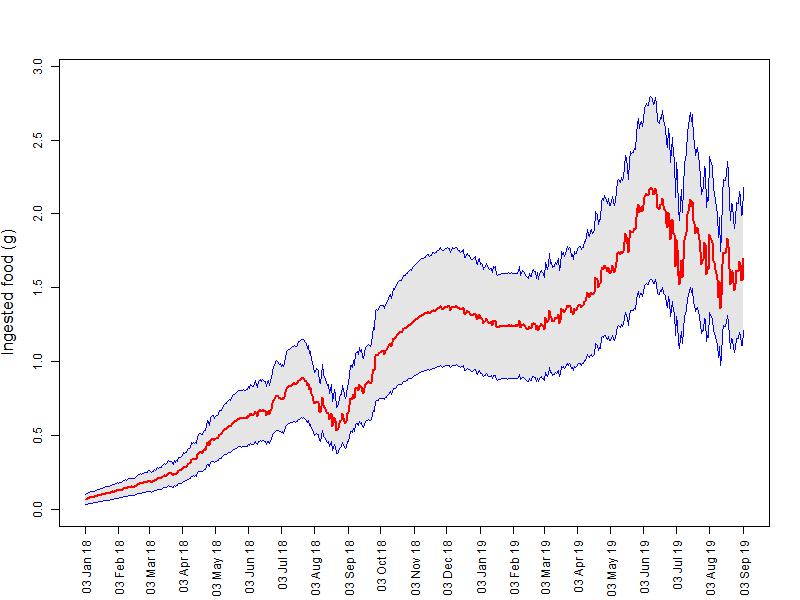 Ingested food (g)
3.0
2.5
2.0
1.5
1.0
0.5
0.0
03 Jan 18
03 Feb 18
03 Mar 18
03 Apr 18
03 May 18
03 Jun 18
03 Jul 18
03 Aug 18
03 Sep 18
03 Oct 18
03 Nov 18
03 Dec 18
03 Jan 19
03 Feb 19
03 Mar 19
03 Apr 19
03 May 19
03 Jun 19
03 Jul 19
03 Aug 19
03 Sep 19